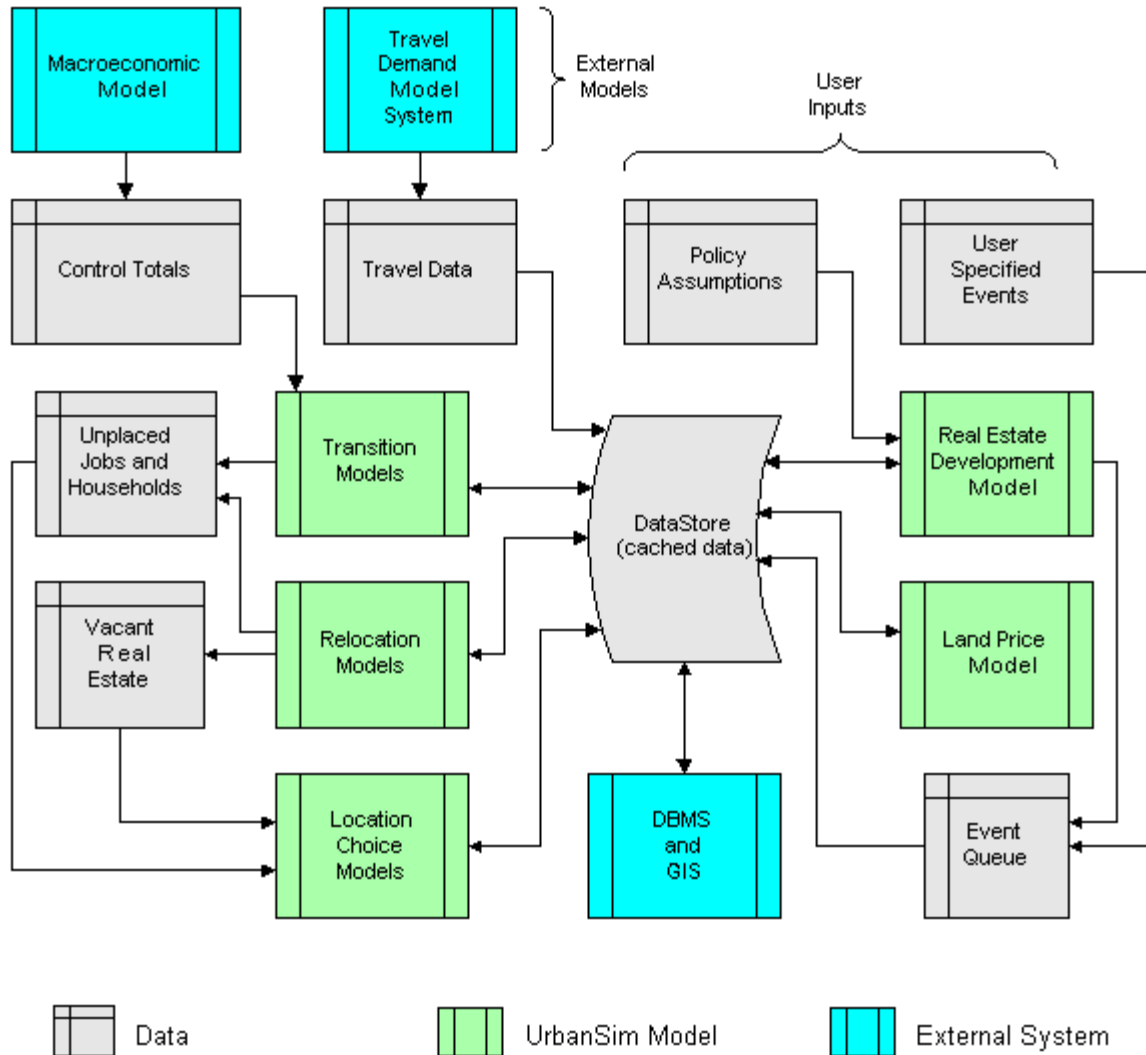 Macroeconomic
Model
Travel
Demand
Model
System
External
Models
User
Inputs
Control Totals
Travel Data
Policy
Assumptions
User
Specified
Events
Unplaced
Jobs and
Households
Transition
Models
DataStore
(cached data)
Real Estate
Development
Model
Vacant
Real
Estate
Relocation
Models
Land Price
Model
Location
Choice
Models
DBMS
and
GIS
Event
Queue
Data
UrbanSim Model
External System